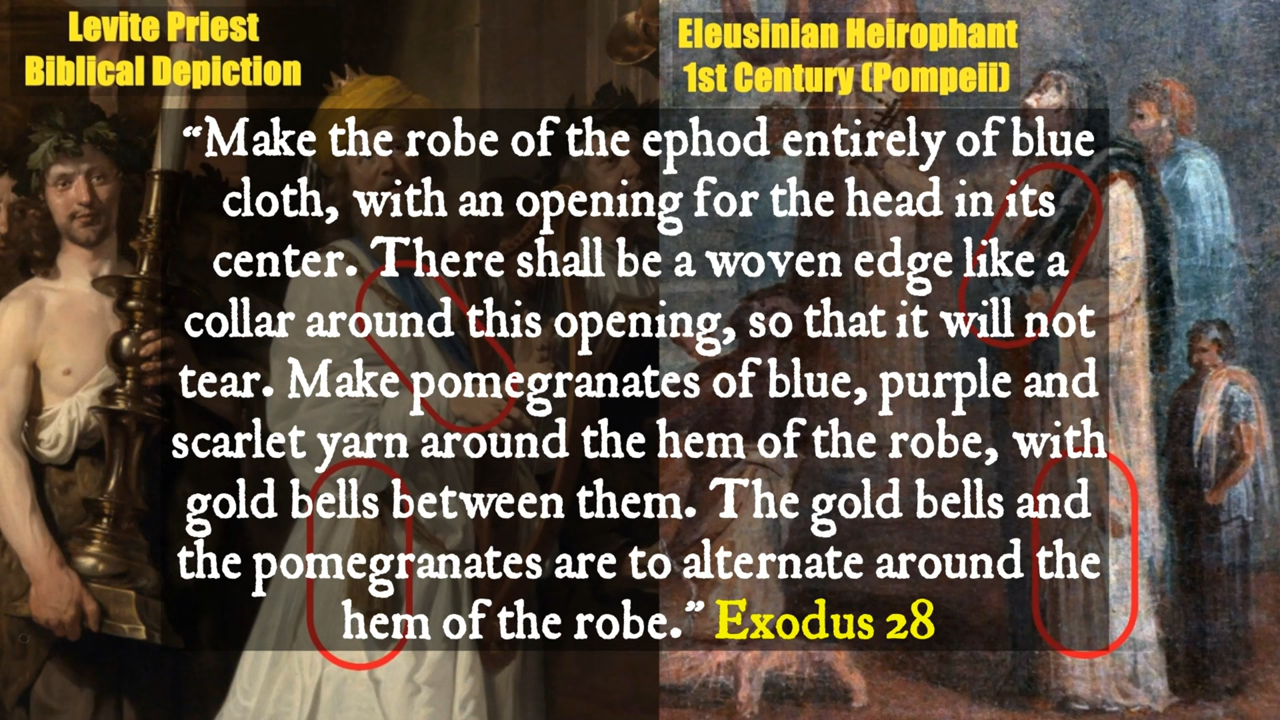 Levite Priest
Biblical Depiction
Eleusinian Heirophant
1st Century (Pompeii)
“Make the robe of the ephod entirely of blue
cloth, with an opening for the head in its
center. There shall be a woven edge like a
collar around this opening, so that it will not
tear. Make pomegranates of blue, purple and
scarlet yarn around the hem of the robe, with
gold bells between them. The gold bells and
the pomegranates are to alternate around the
hem of the robe.” Exodus 28